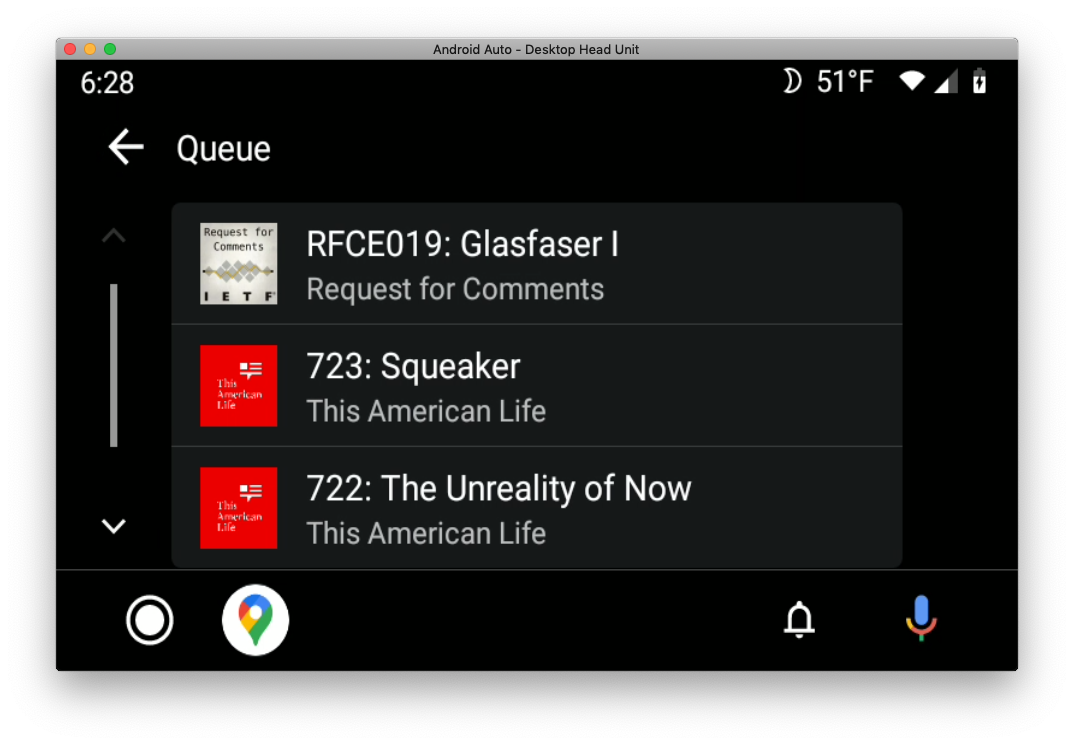 Android Auto - Desktop Head Unit
6:28
51°F
Queue
Request for
Comments
I E T F
RFCE019: Glasfaser I
Request for Comments
This
American
Life
723: Squeaker
This American Life
This
American
Life
722: The Unreality of Now
This American Life